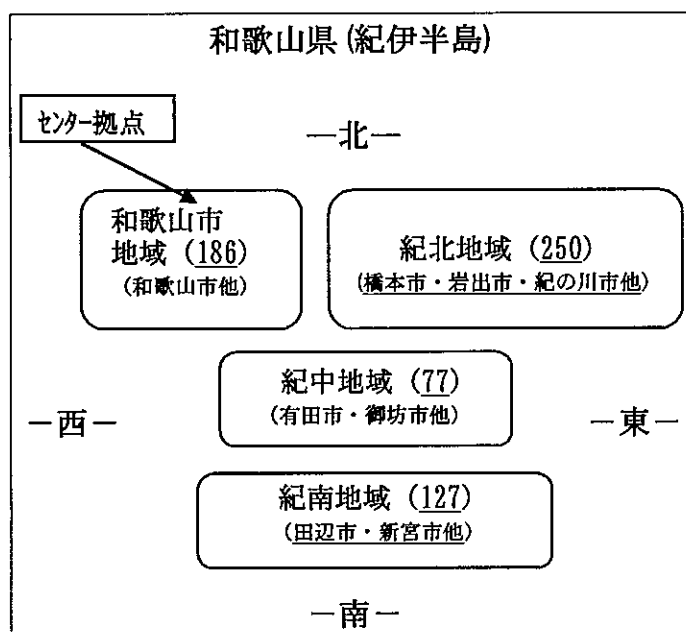 和歌山県(紀伊半島)
センター拠点
―北―
和歌山市
地域(186)
(和歌山市他)
紀北地域(250)
(橋本市・岩出市・紀の川市他)
紀中地域(77)
(有田市・御坊市他)
―西―
―東―
紀南地域(127)
(田辺市・新宮市他)
―南―